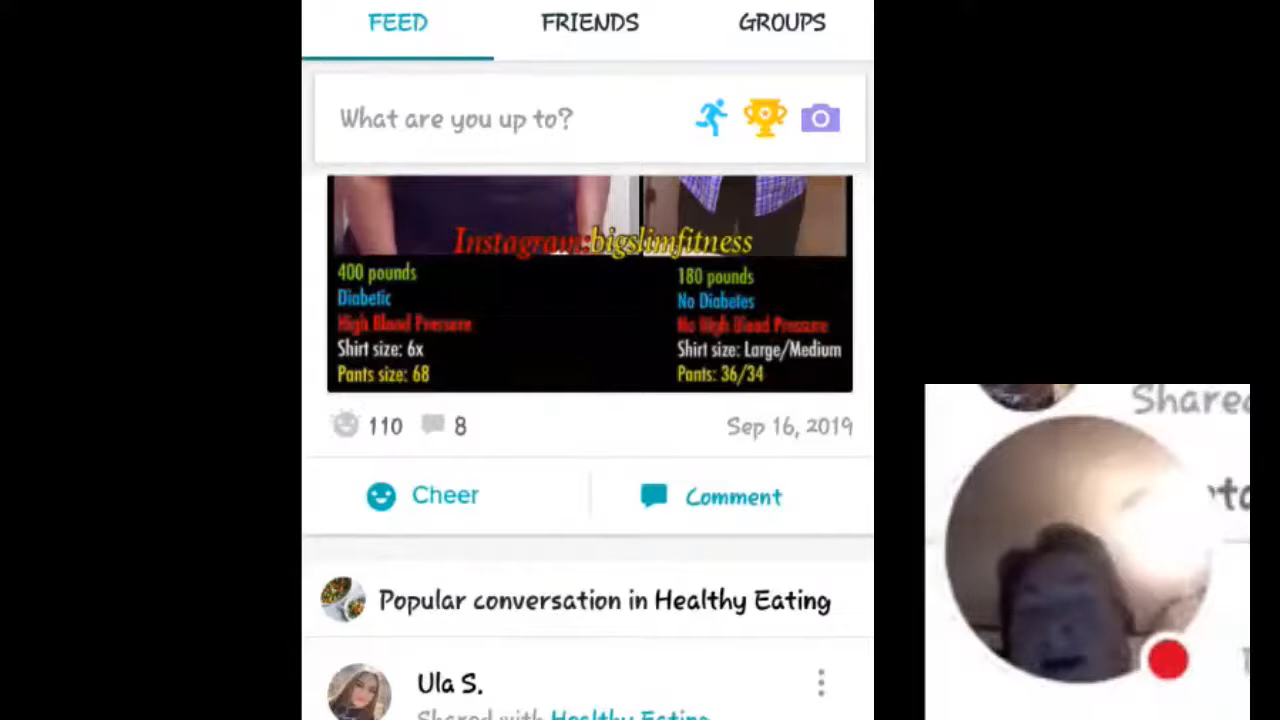 FEED FRIENDS GROUPS
What are you up to?
Instagram:bigslimfitness
400 pounds
Diabetic
High Blood Pressure
Shirt size: 6x
Pants size: 68
180 pounds
No Diabetes
No High Blood Pressure
Shirt size: Large/Medium
Pants: 36/34
110 8 Sep 16, 2019
Cheer Comment
Popular conversation in Healthy Eating
Ula S.
Shared with Healthy Eating
Shared